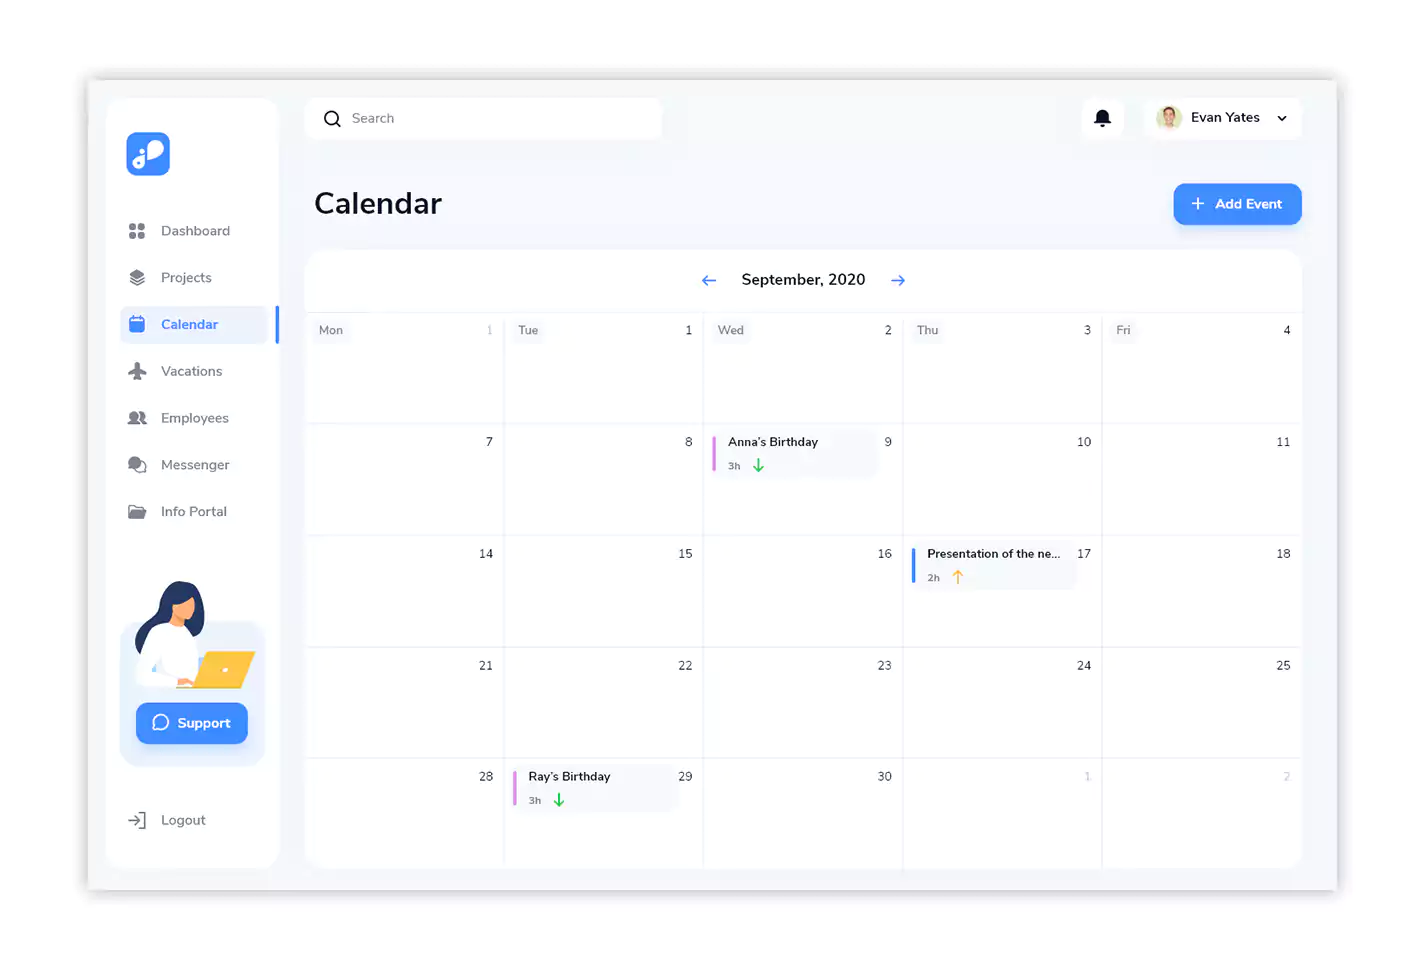 Search
Evan Yates
Dashboard
Projects
Calendar
Vacations
Employees
Messenger
Info Portal
Support
Logout
Calendar
+ Add Event
September, 2020
Mon 1 Tue 1 Wed 2 Thu 3 Fri 4
7 8 Anna's Birthday 9 10 11
3h
14 15 16 Presentation of the ne... 17 18
2h
21 22 23 24 25
28 Ray's Birthday 29 30 1 2
3h